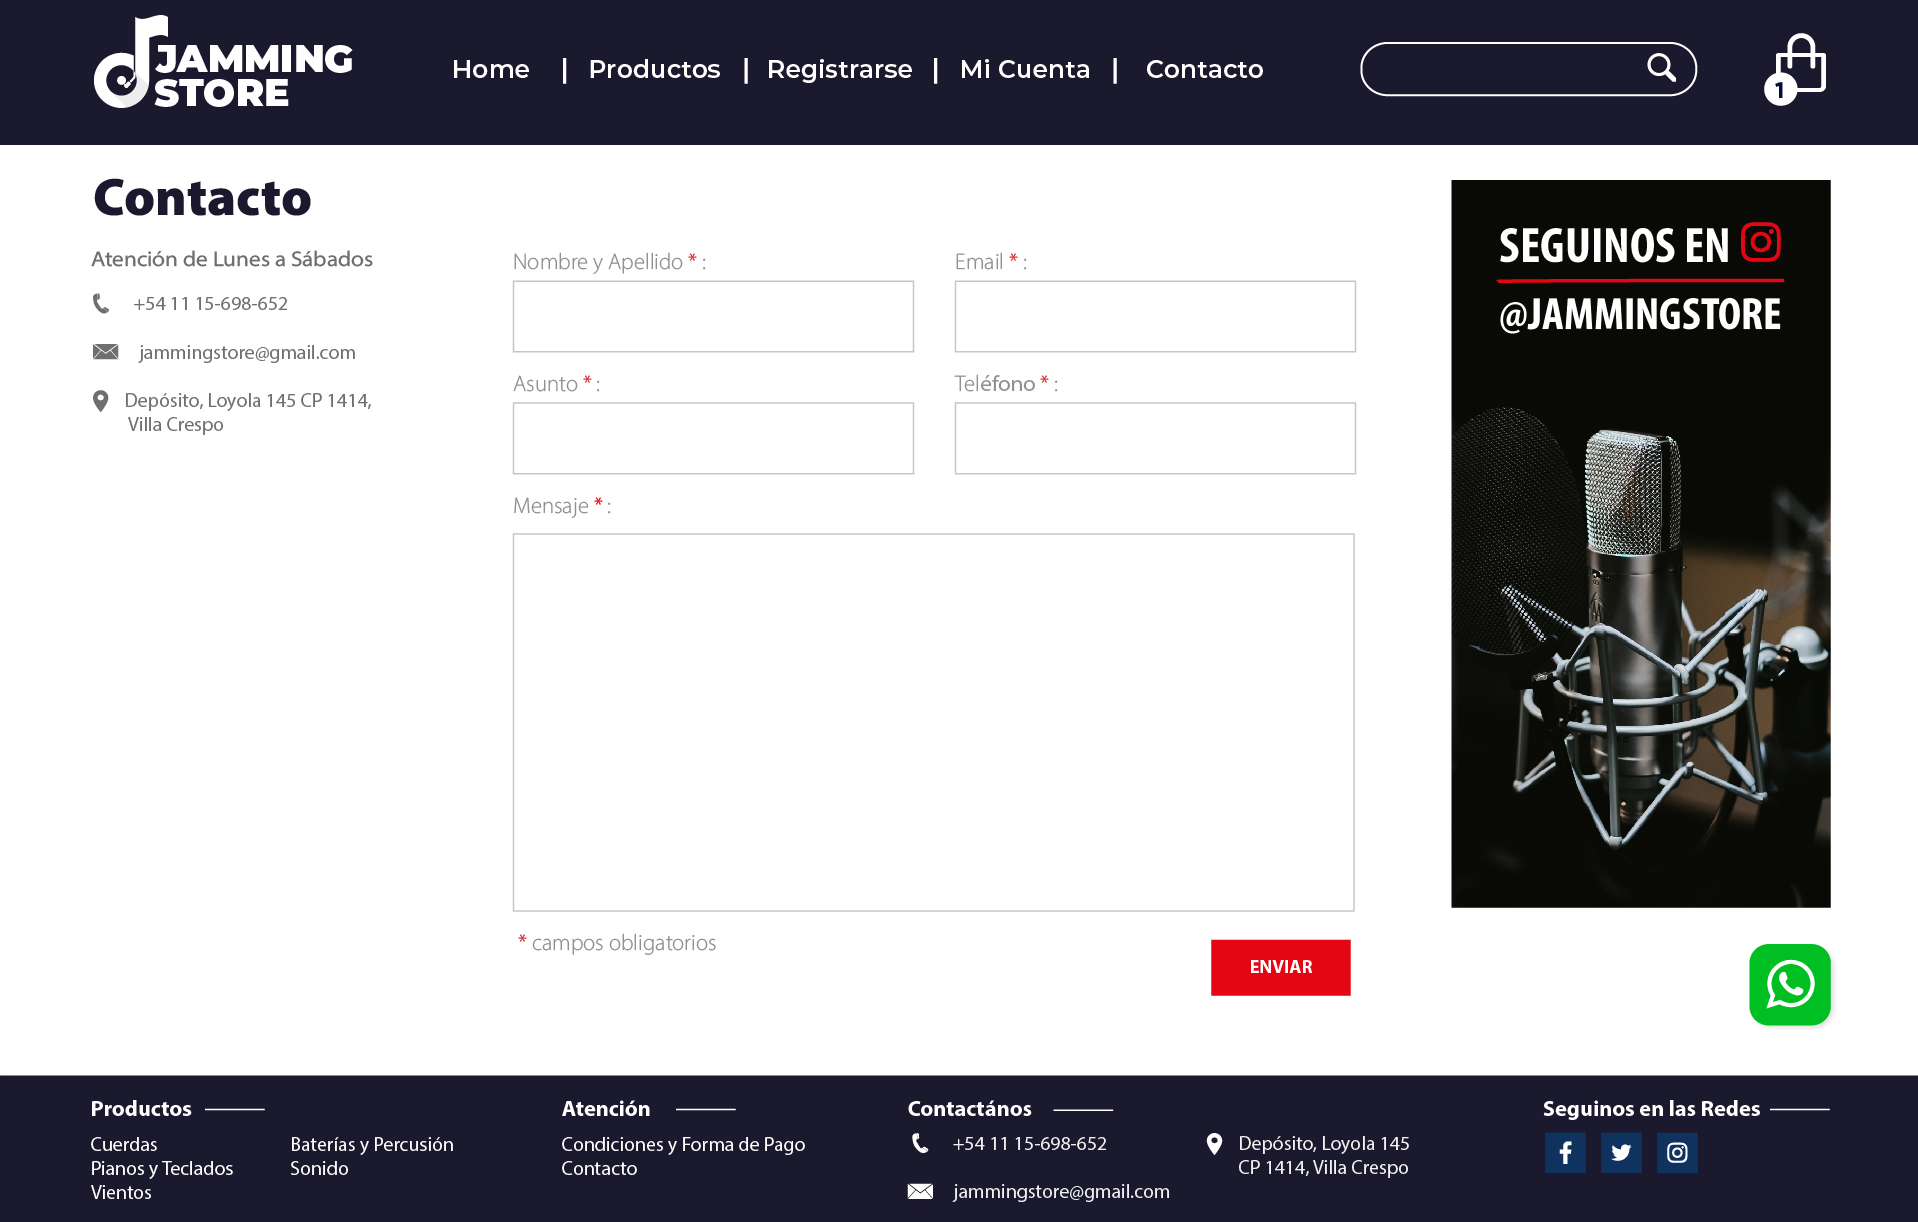 JAMMING
STORE
Home | Productos | Registrarse | Mi Cuenta | Contacto
1
Contacto
Atención de Lunes a Sábados
+54 11 15-698-652
jammingstore@gmail.com
Depósito, Loyola 145 CP 1414,
Villa Crespo
Nombre y Apellido * :
Email * :
Asunto * :
Teléfono * :
Mensaje * :
* campos obligatorios
ENVIAR
SEGUINOS EN
@JAMMINGSTORE
Productos
Cuerdas
Pianos y Teclados
Vientos
Baterías y Percusión
Sonido
Atención
Condiciones y Forma de Pago
Contacto
Contactános
+54 11 15-698-652
jammingstore@gmail.com
Depósito, Loyola 145
CP 1414, Villa Crespo
Seguinos en las Redes